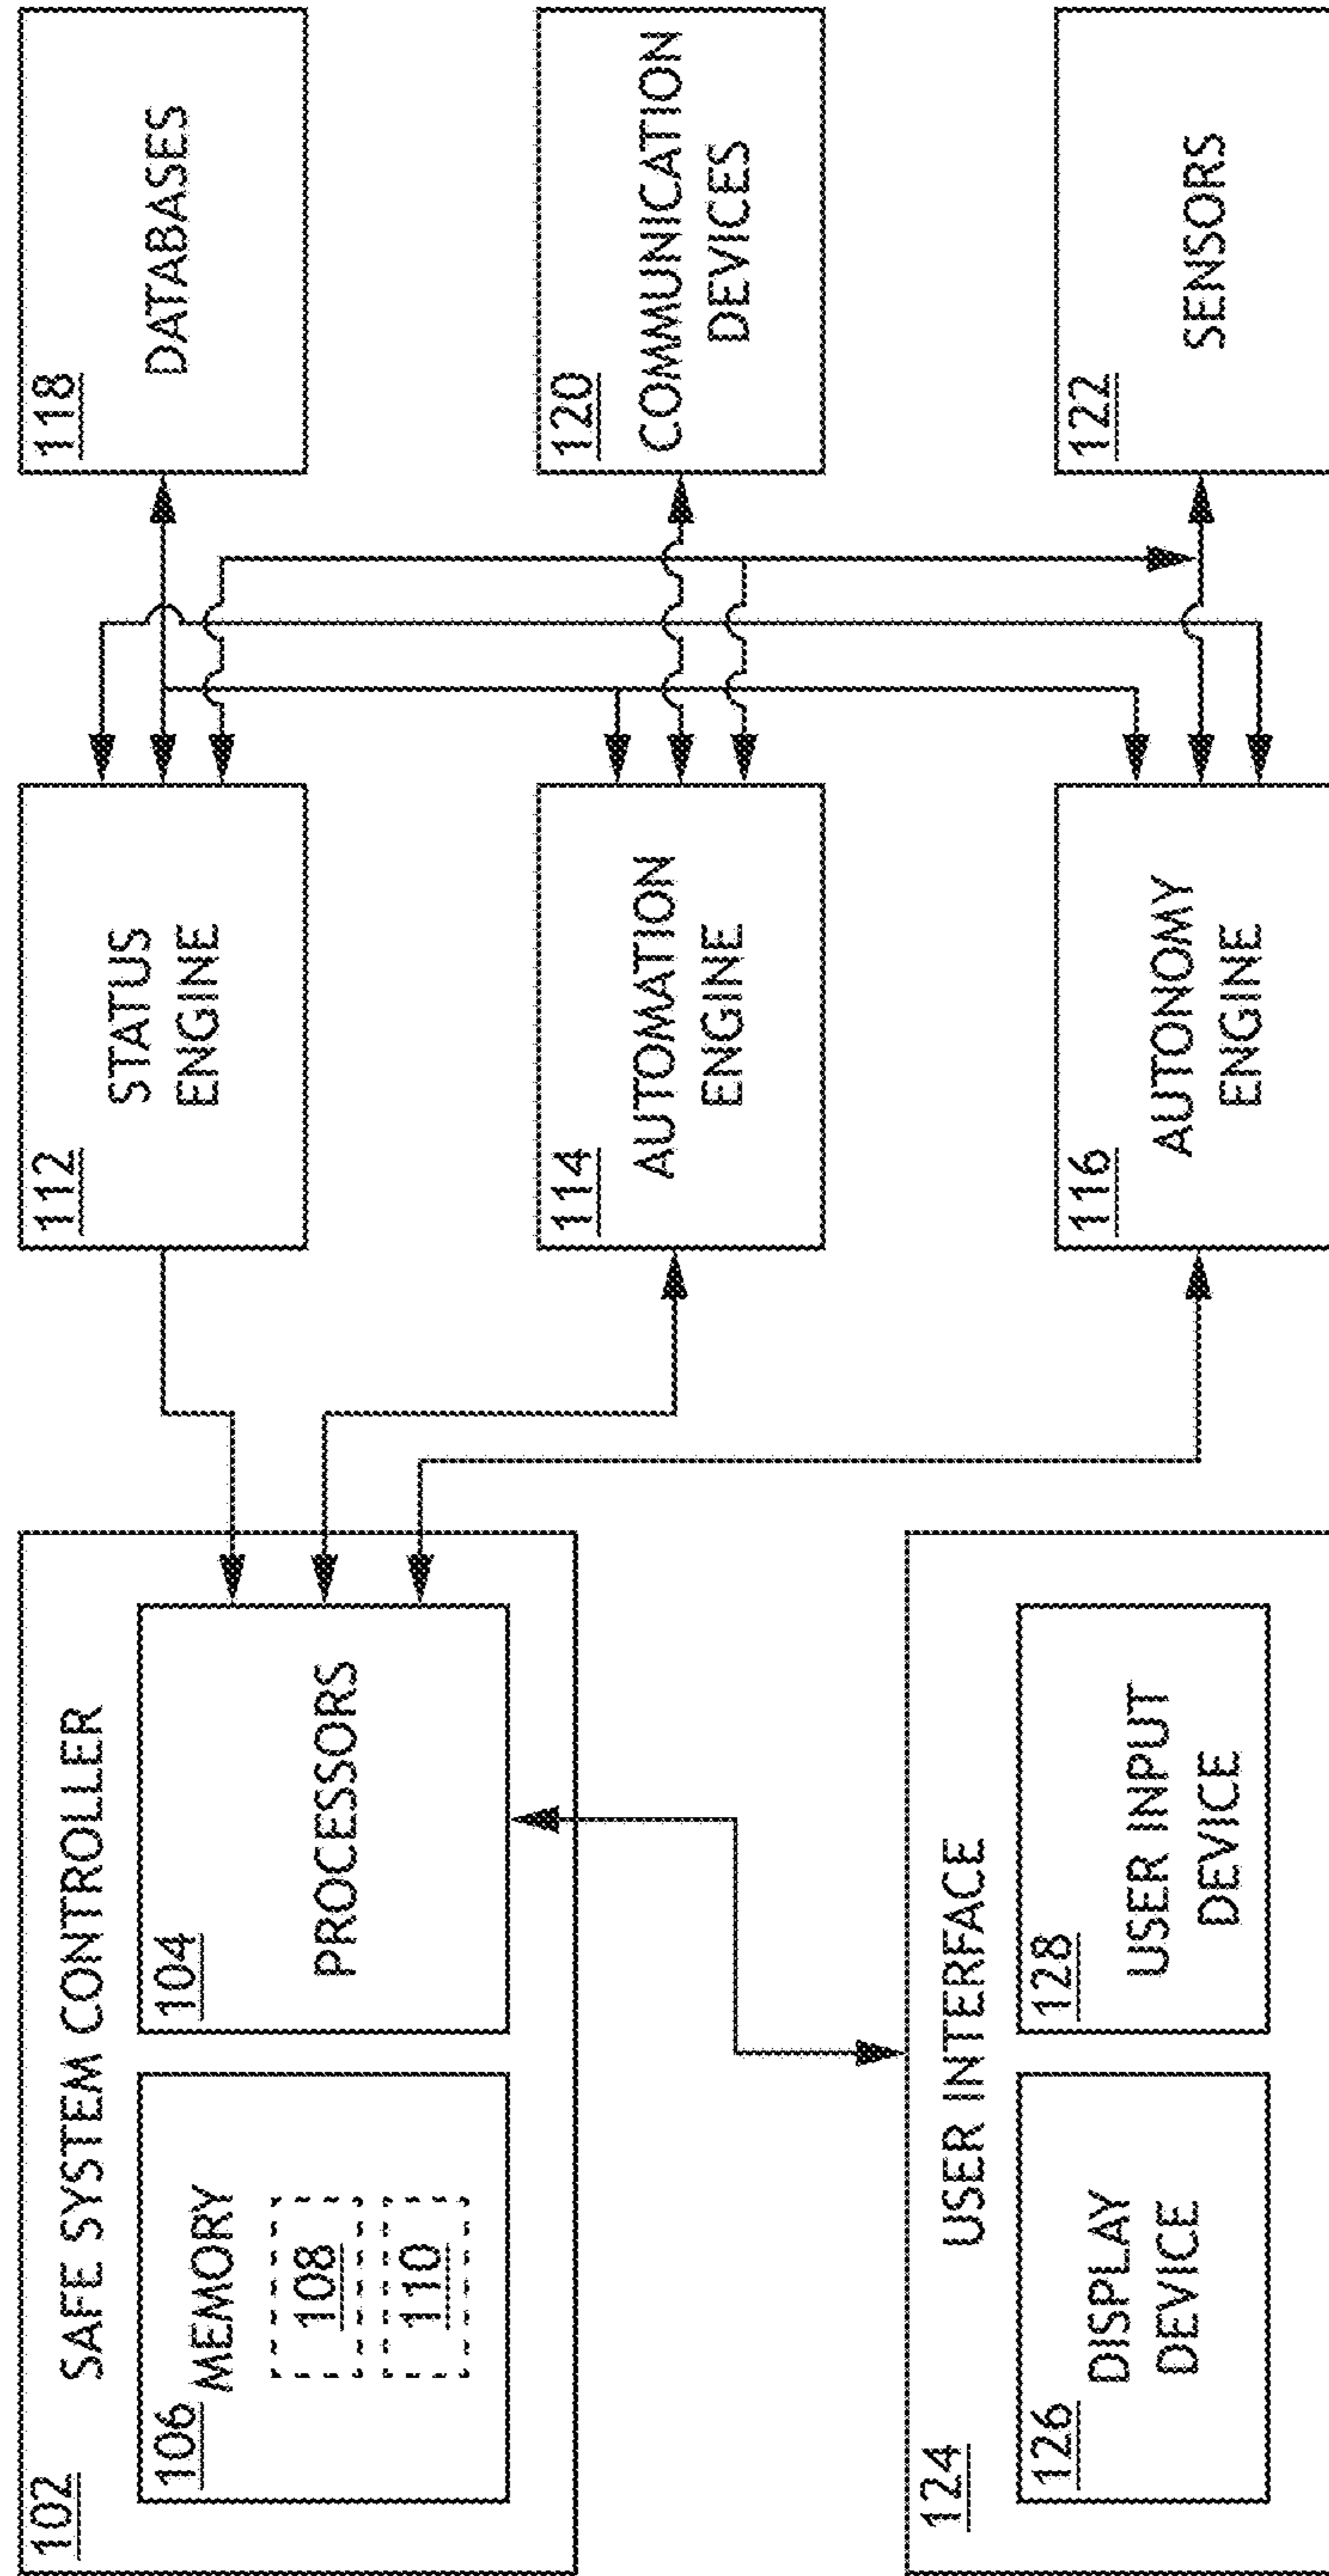 102
SAFE SYSTEM CONTROLLER
106
MEMORY
108
110
104
PROCESSORS
124
USER INTERFACE
126
DISPLAY
DEVICE
128
USER INPUT
DEVICE
112
STATUS
ENGINE
114
AUTOMATION
ENGINE
116
AUTONOMY
ENGINE
118
DATABASES
120
COMMUNICATION
DEVICES
122
SENSORS